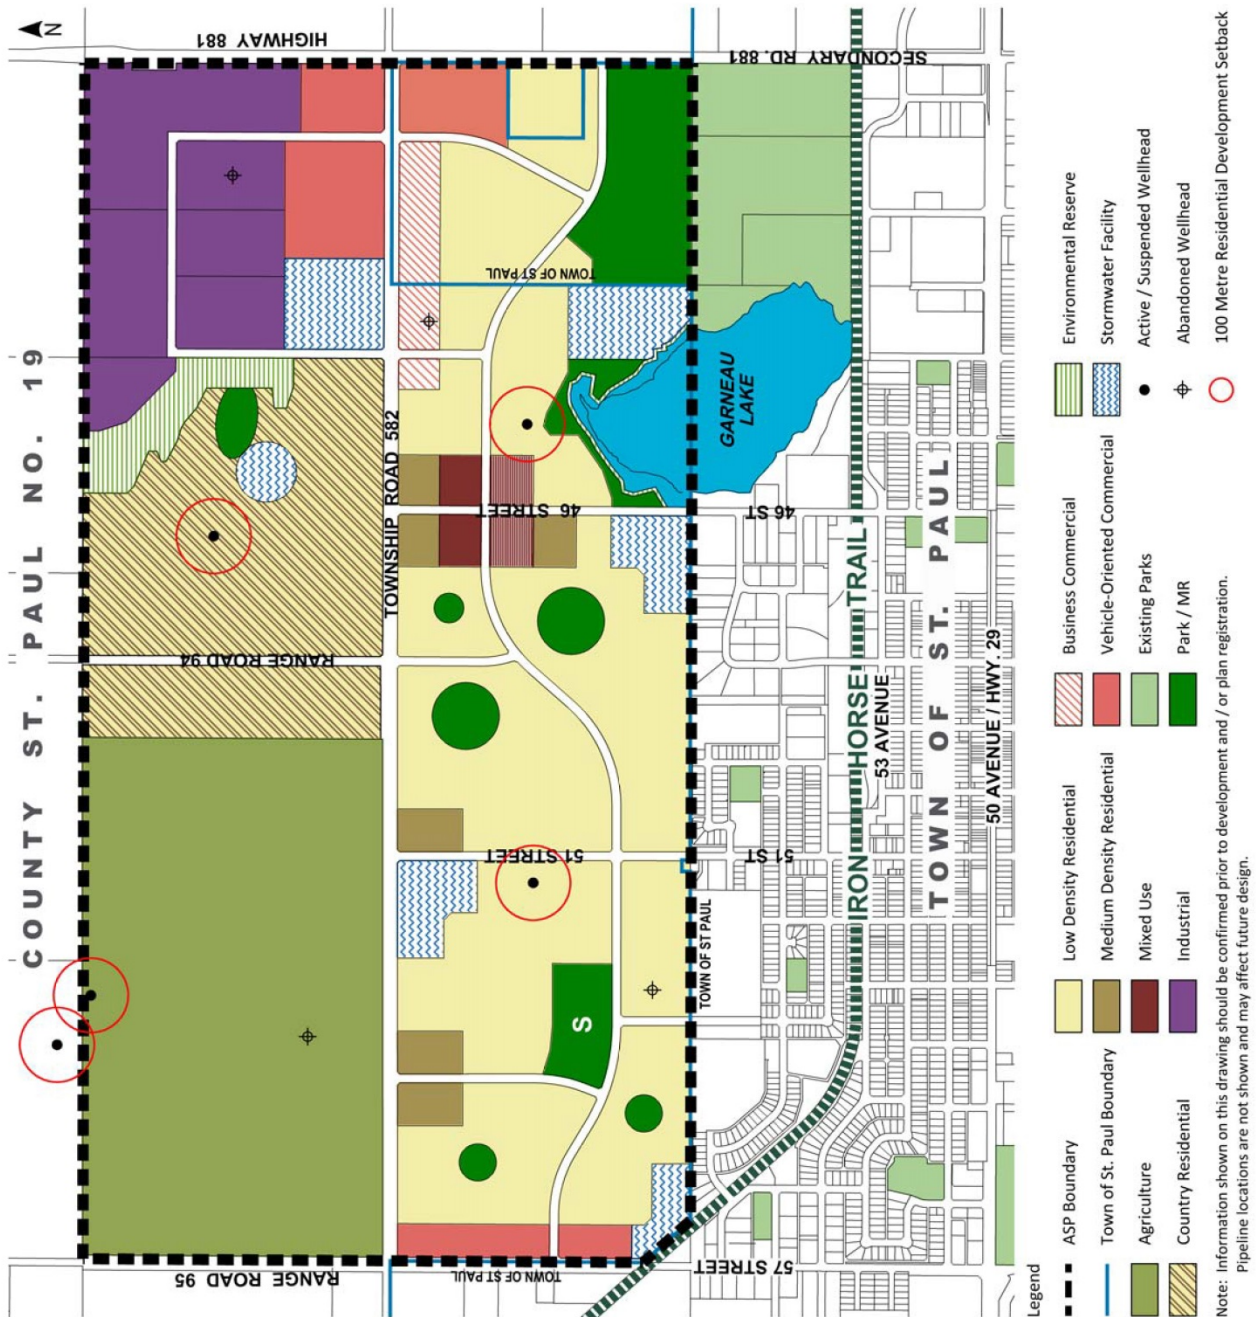 N
COUNTY ST. PAUL NO. 19
HIGHWAY 881
SECONDARY RD. 881
RANGE ROAD 94
RANGE ROAD 95
TOWNSHIP ROAD 582
TOWN OF ST PAUL
46 STREET
46 ST
51 STREET
51 ST
TOWN OF ST PAUL
TOWN OF ST PAUL
57 STREET
S
GARNEAU
LAKE
IRON HORSE TRAIL
53 AVENUE
TOWN OF ST. PAUL
50 AVENUE / HWY. 29
Legend
ASP Boundary
Town of St. Paul Boundary
Agriculture
Country Residential
Low Density Residential
Medium Density Residential
Mixed Use
Industrial
Business Commercial
Vehicle-Oriented Commercial
Existing Parks
Park / MR
Environmental Reserve
Stormwater Facility
Active / Suspended Wellhead
Abandoned Wellhead
100 Metre Residential Development Setback
Note: Information shown on this drawing should be confirmed prior to development and / or plan registration.
Pipeline locations are not shown and may affect future design.